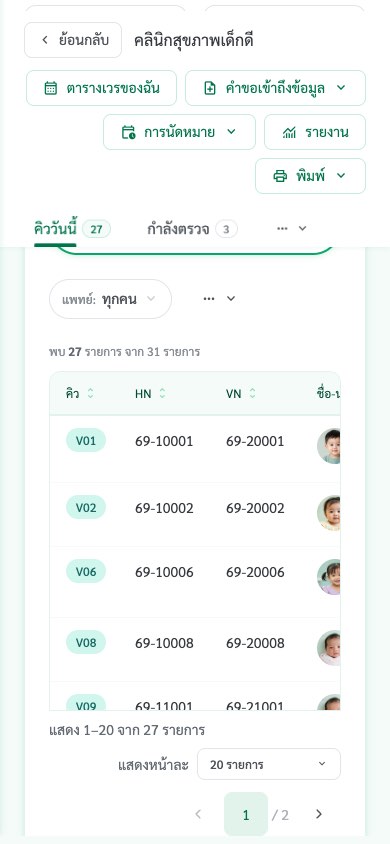 ย้อนกลับ คลินิกสุขภาพเด็กดี
ตารางเวรของฉัน คำขอเข้าถึงข้อมูล
การนัดหมาย รายงาน
พิมพ์
คิววันนี้ 27 กำลังตรวจ 3 ...
แพทย์: ทุกคน ...
พบ 27 รายการ จาก 31 รายการ
คิว HN VN ชื่อ-น
V01 69-10001 69-20001
V02 69-10002 69-20002
V06 69-10006 69-20006
V08 69-10008 69-20008
V09 69-11001 69-21001
แสดง 1–20 จาก 27 รายการ
แสดงหน้าละ 20 รายการ
1 / 2